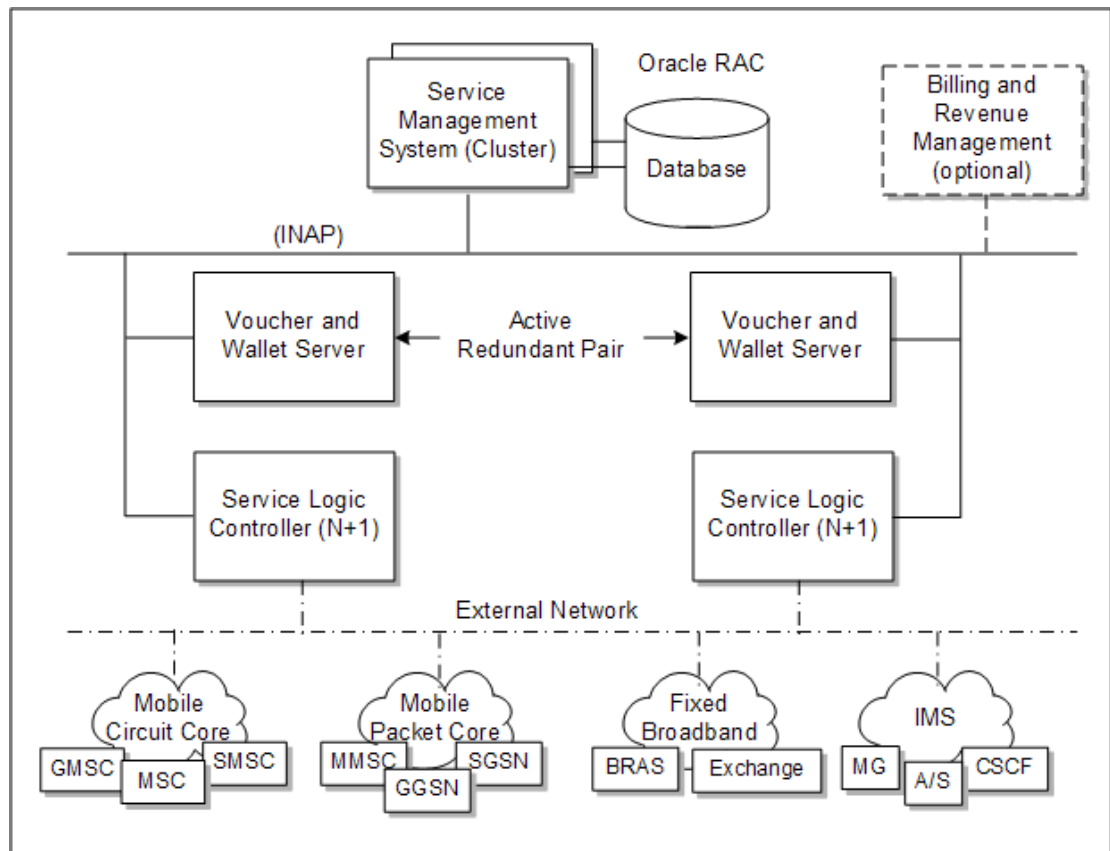 Oracle RAC
Service
Management
System (Cluster)
Database
Billing and
Revenue
Management
(optional)
(INAP)
Voucher and
Wallet Server
Active
Redundant Pair
Voucher and
Wallet Server
Service Logic
Controller (N+1)
Service Logic
Controller (N+1)
External Network
Mobile
Circuit Core
GMSC
MSC
SMSC
Mobile
Packet Core
MMSC
GGSN
SGSN
Fixed
Broadband
BRAS
Exchange
IMS
MG
A/S
CSCF